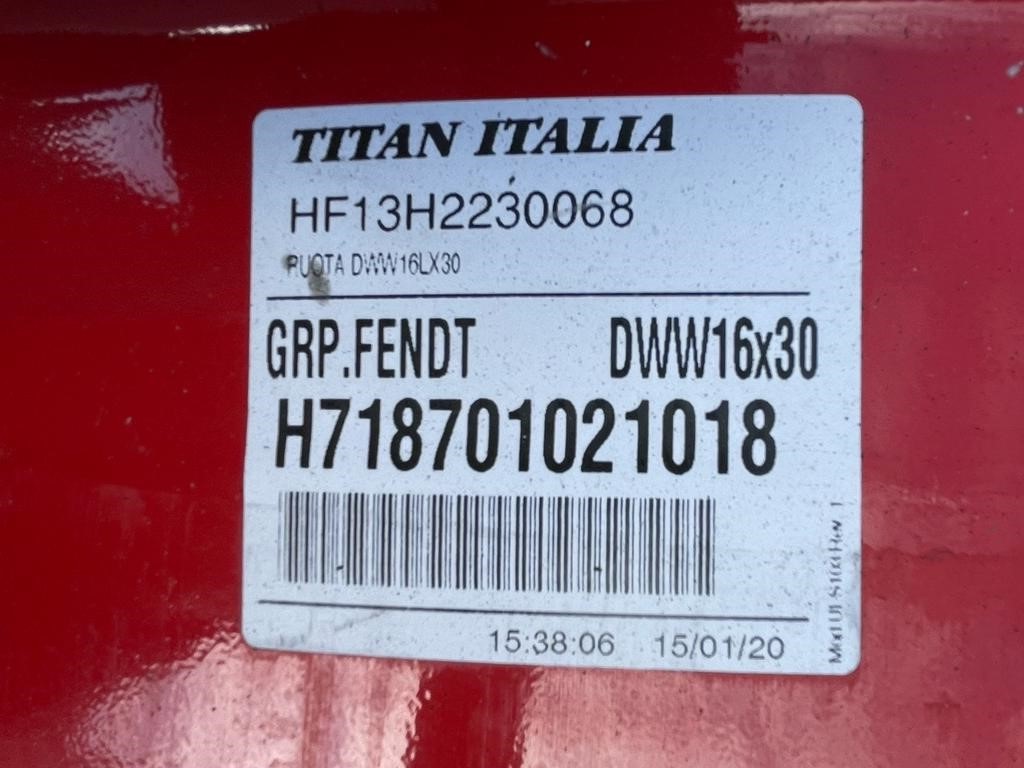 TITAN ITALIA
HF13H2230068
RUOTA DWW16LX30
GRP.FENDT DWW16x30
H718701021018
15:38:06 15/01/20